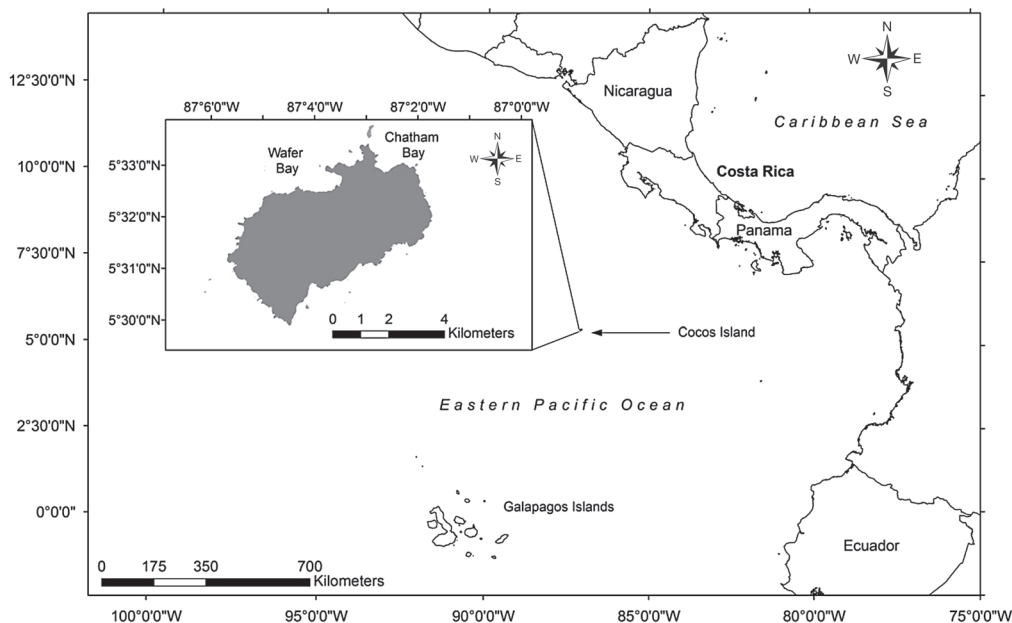 N
W E
S
12°30'0"N
10°00'0"N
7°30'0"N
5°00'0"N
2°30'0"N
0°0'0"
Nicaragua
Caribbean Sea
Costa Rica
Panama
Cocos Island
Eastern Pacific Ocean
Galapagos Islands
Ecuador
87°6'0"W 87°4'0"W 87°2'0"W 87°0'0"W
Chatham
Bay
Wafer
Bay
N
W E
S
5°33'0"N
5°32'0"N
5°31'0"N
5°30'0"N
0 1 2 4
Kilometers
0 175 350 700
Kilometers
100°0'0"W 95°0'0"W 90°0'0"W 85°0'0"W 80°0'0"W 75°0'0"W